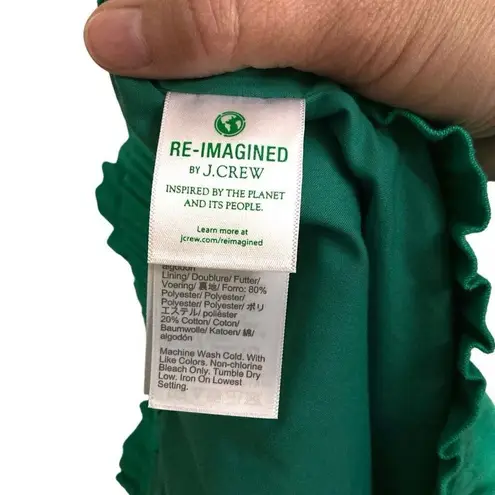 RE-IMAGINED
BY J.CREW
INSPIRED BY THE PLANET
AND ITS PEOPLE.
Learn more at
jcrew.com/reimagined
algodón
Lining/ Doublure/ Futter/
Voering/ 裏地/ Forro: 80%
Polyester/ Polyester/
Polyester/ Polyester/ ポリ
エステル/ poliéster
20% Cotton/ Coton/
Baumwolle/ Katoen/ 綿/
algodón
Machine Wash Cold. With
Like Colors. Non-chlorine
Bleach Only. Tumble Dry
Low. Iron On Lowest
Setting.